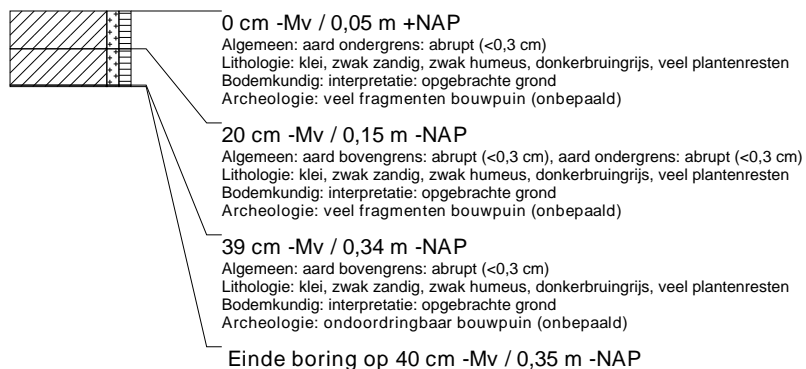 0 cm -Mv / 0,05 m +NAP
Algemeen: aard ondergrens: abrupt (<0,3 cm)
Lithologie: klei, zwak zandig, zwak humeus, donkerbruingrijs, veel plantenresten
Bodemkundig: interpretatie: opgebrachte grond
Archeologie: veel fragmenten bouwpuin (onbepaald)
20 cm -Mv / 0,15 m -NAP
Algemeen: aard bovengrens: abrupt (<0,3 cm), aard ondergrens: abrupt (<0,3 cm)
Lithologie: klei, zwak zandig, zwak humeus, donkerbruingrijs, veel plantenresten
Bodemkundig: interpretatie: opgebrachte grond
Archeologie: veel fragmenten bouwpuin (onbepaald)
39 cm -Mv / 0,34 m -NAP
Algemeen: aard bovengrens: abrupt (<0,3 cm)
Lithologie: klei, zwak zandig, zwak humeus, donkerbruingrijs, veel plantenresten
Bodemkundig: interpretatie: opgebrachte grond
Archeologie: ondoordringbaar bouwpuin (onbepaald)
Einde boring op 40 cm -Mv / 0,35 m -NAP